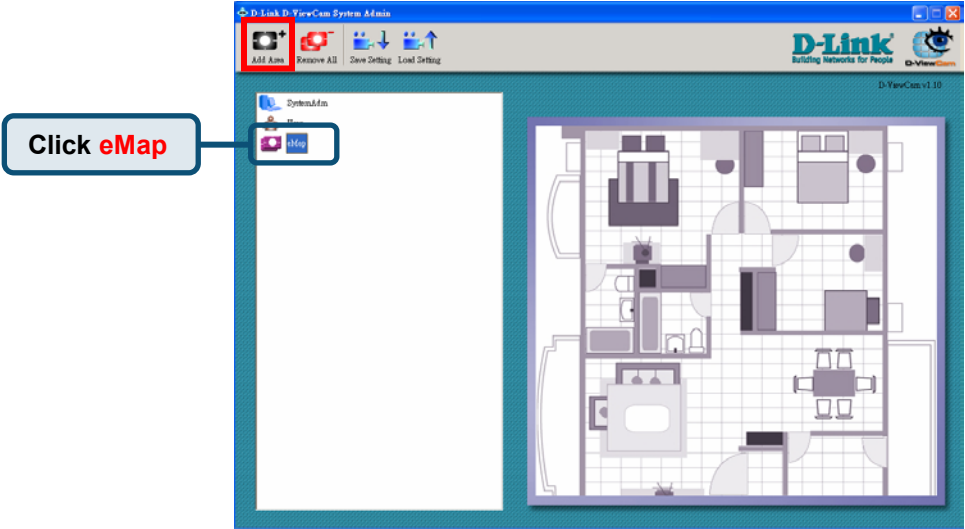 D-Link D-ViewCam System Admin
Add Area Remove All Save Setting Load Setting
D-Link
Building Networks for People
D-ViewCam
D-ViewCam v1.10
SystemAdm
Click eMap
eMap